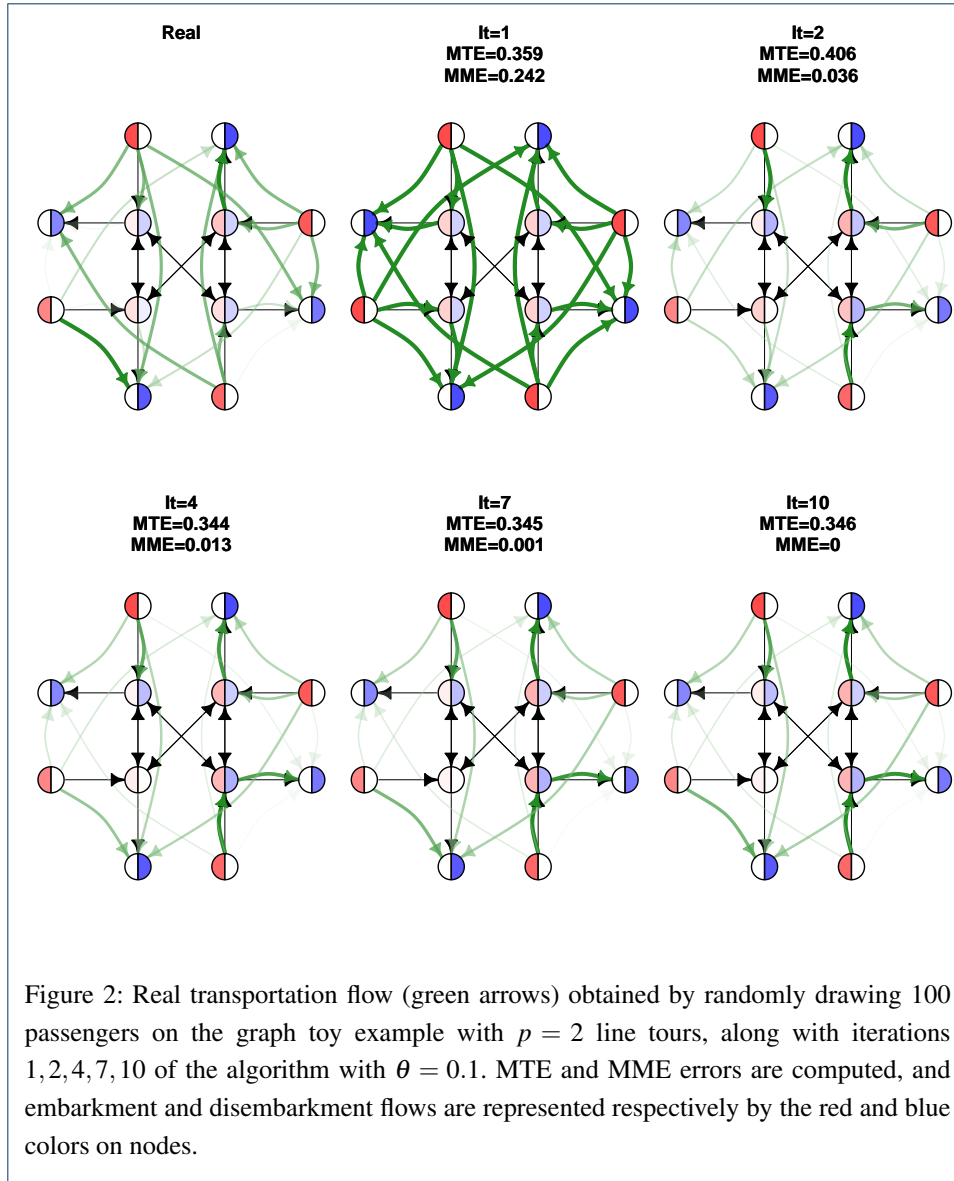 Real
It=1
MTE=0.359
MME=0.242
It=2
MTE=0.406
MME=0.036
It=4
MTE=0.344
MME=0.013
It=7
MTE=0.345
MME=0.001
It=10
MTE=0.346
MME=0
Figure 2: Real transportation flow (green arrows) obtained by randomly drawing 100
passengers on the graph toy example with p = 2 line tours, along with iterations
1,2,4,7,10 of the algorithm with θ = 0.1. MTE and MME errors are computed, and
embarkment and disembarkment flows are represented respectively by the red and blue
colors on nodes.